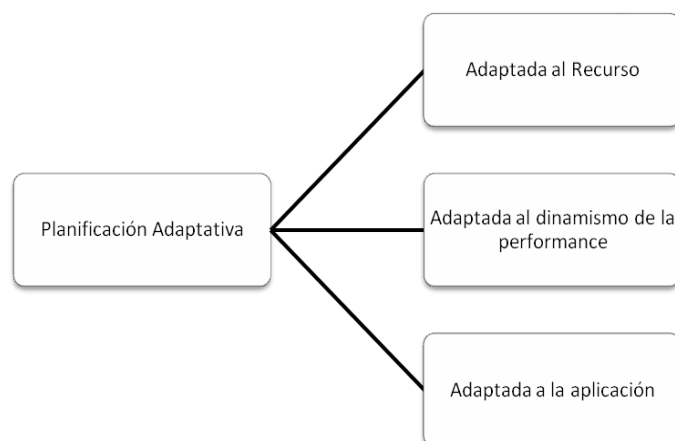 Adaptada al Recurso
Planificación Adaptativa
Adaptada al dinamismo de la
performance
Adaptada a la aplicación